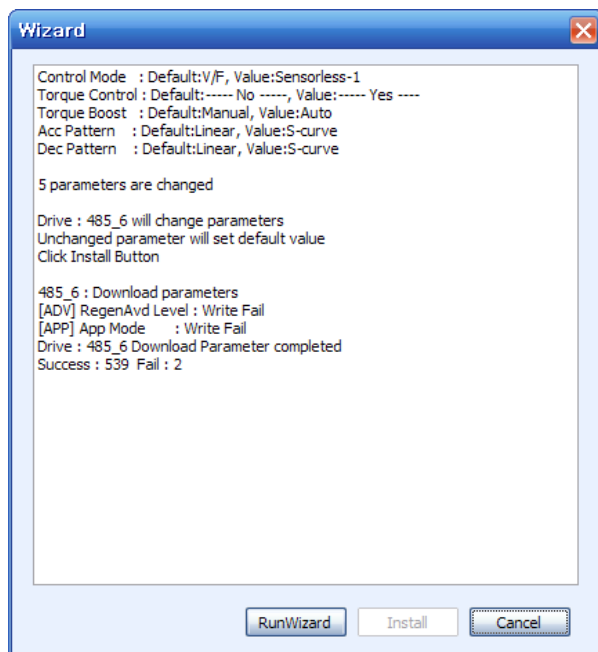 Wizard
Control Mode : Default:V/F, Value:Sensorless-1
Torque Control : Default:----- No -----, Value:----- Yes ----
Torque Boost : Default:Manual, Value:Auto
Acc Pattern : Default:Linear, Value:S-curve
Dec Pattern : Default:Linear, Value:S-curve
5 parameters are changed
Drive : 485_6 will change parameters
Unchanged parameter will set default value
Click Install Button
485_6 : Download parameters
[ADV] RegenAvd Level : Write Fail
[APP] App Mode : Write Fail
Drive : 485_6 Download Parameter completed
Success : 539 Fail : 2
RunWizard Install Cancel